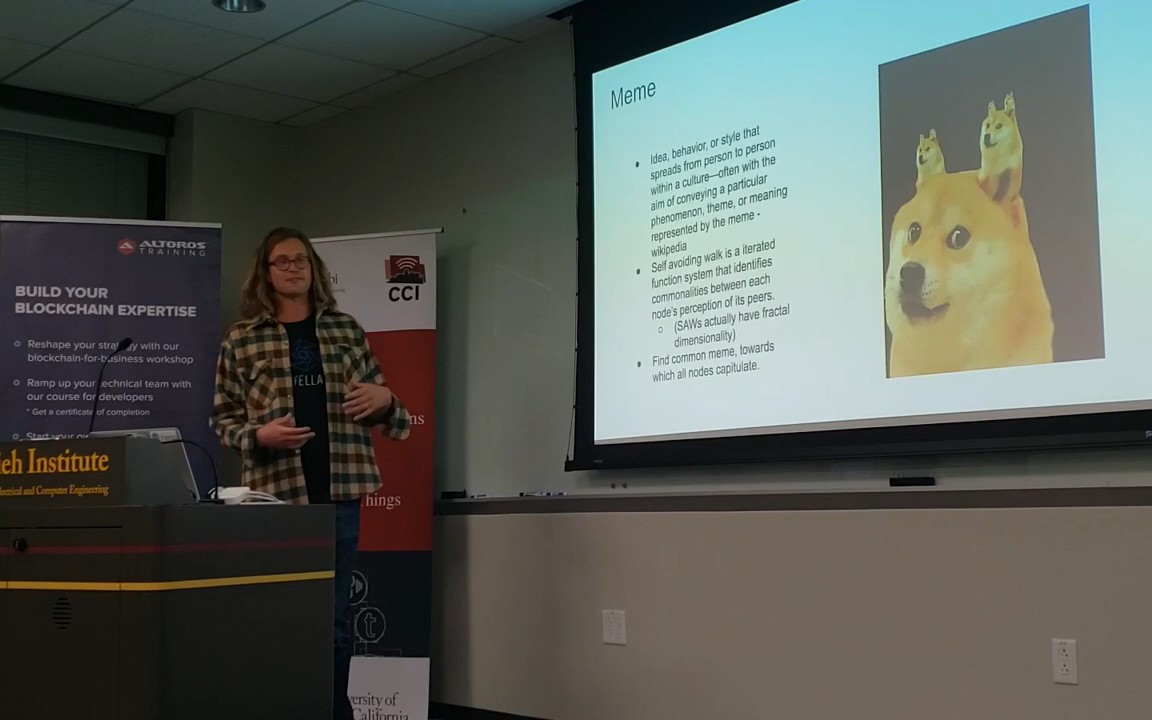 ALTOROS
TRAINING
BUILD YOUR
BLOCKCHAIN EXPERTISE
Reshape your strategy with our
blockchain-for-business workshop
Ramp up your technical team with
our course for developers
* Get a certificate of completion
Start your
Institute
and Computer Engineering
CCI
versity of
California
Meme
Idea, behavior, or style that
spreads from person to person
within a culture—often with the
aim of conveying a particular
phenomenon, theme, or meaning
represented by the meme -
wikipedia
Self avoiding walk is a iterated
function system that identifies
commonalities between each
node's perception of its peers.
(SAWs actually have fractal
dimensionality)
Find common meme, towards
which all nodes capitulate.